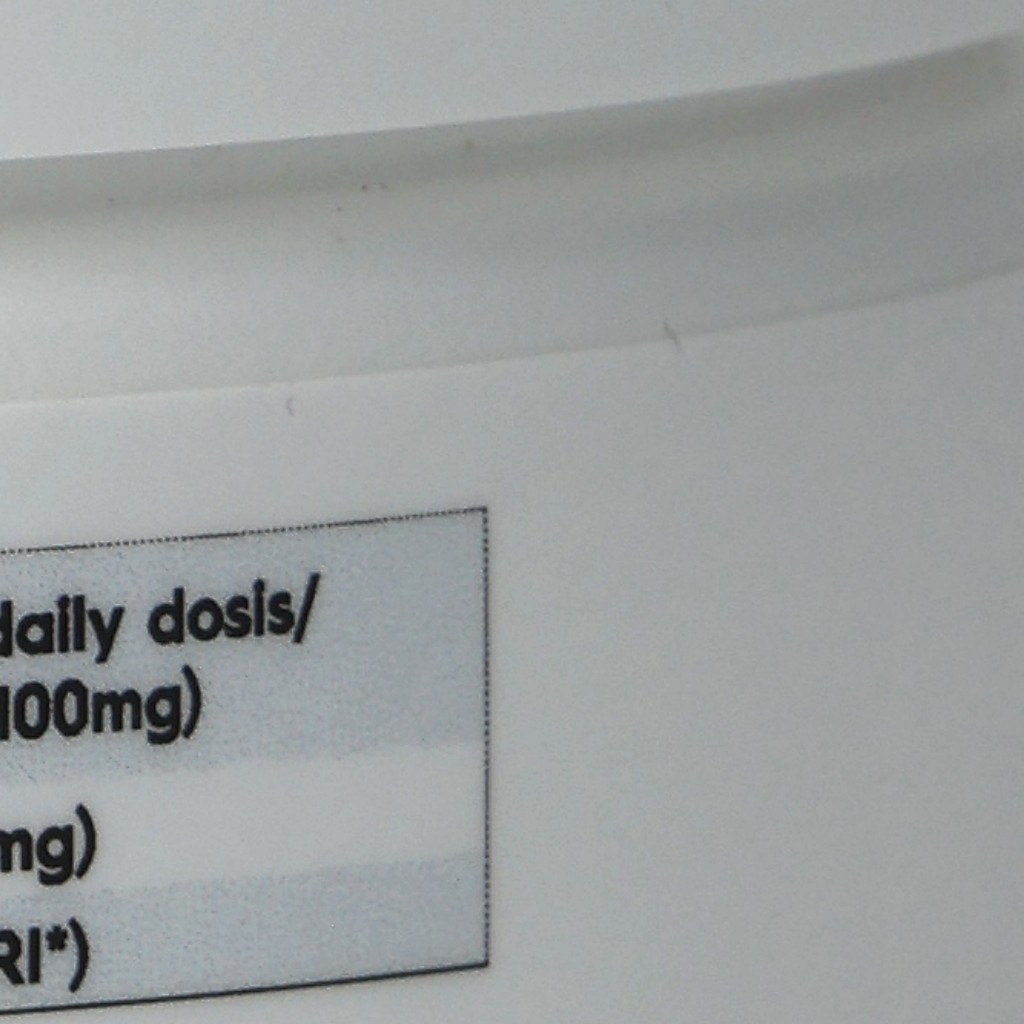 daily dosis/
100mg)
mg)
RI*)